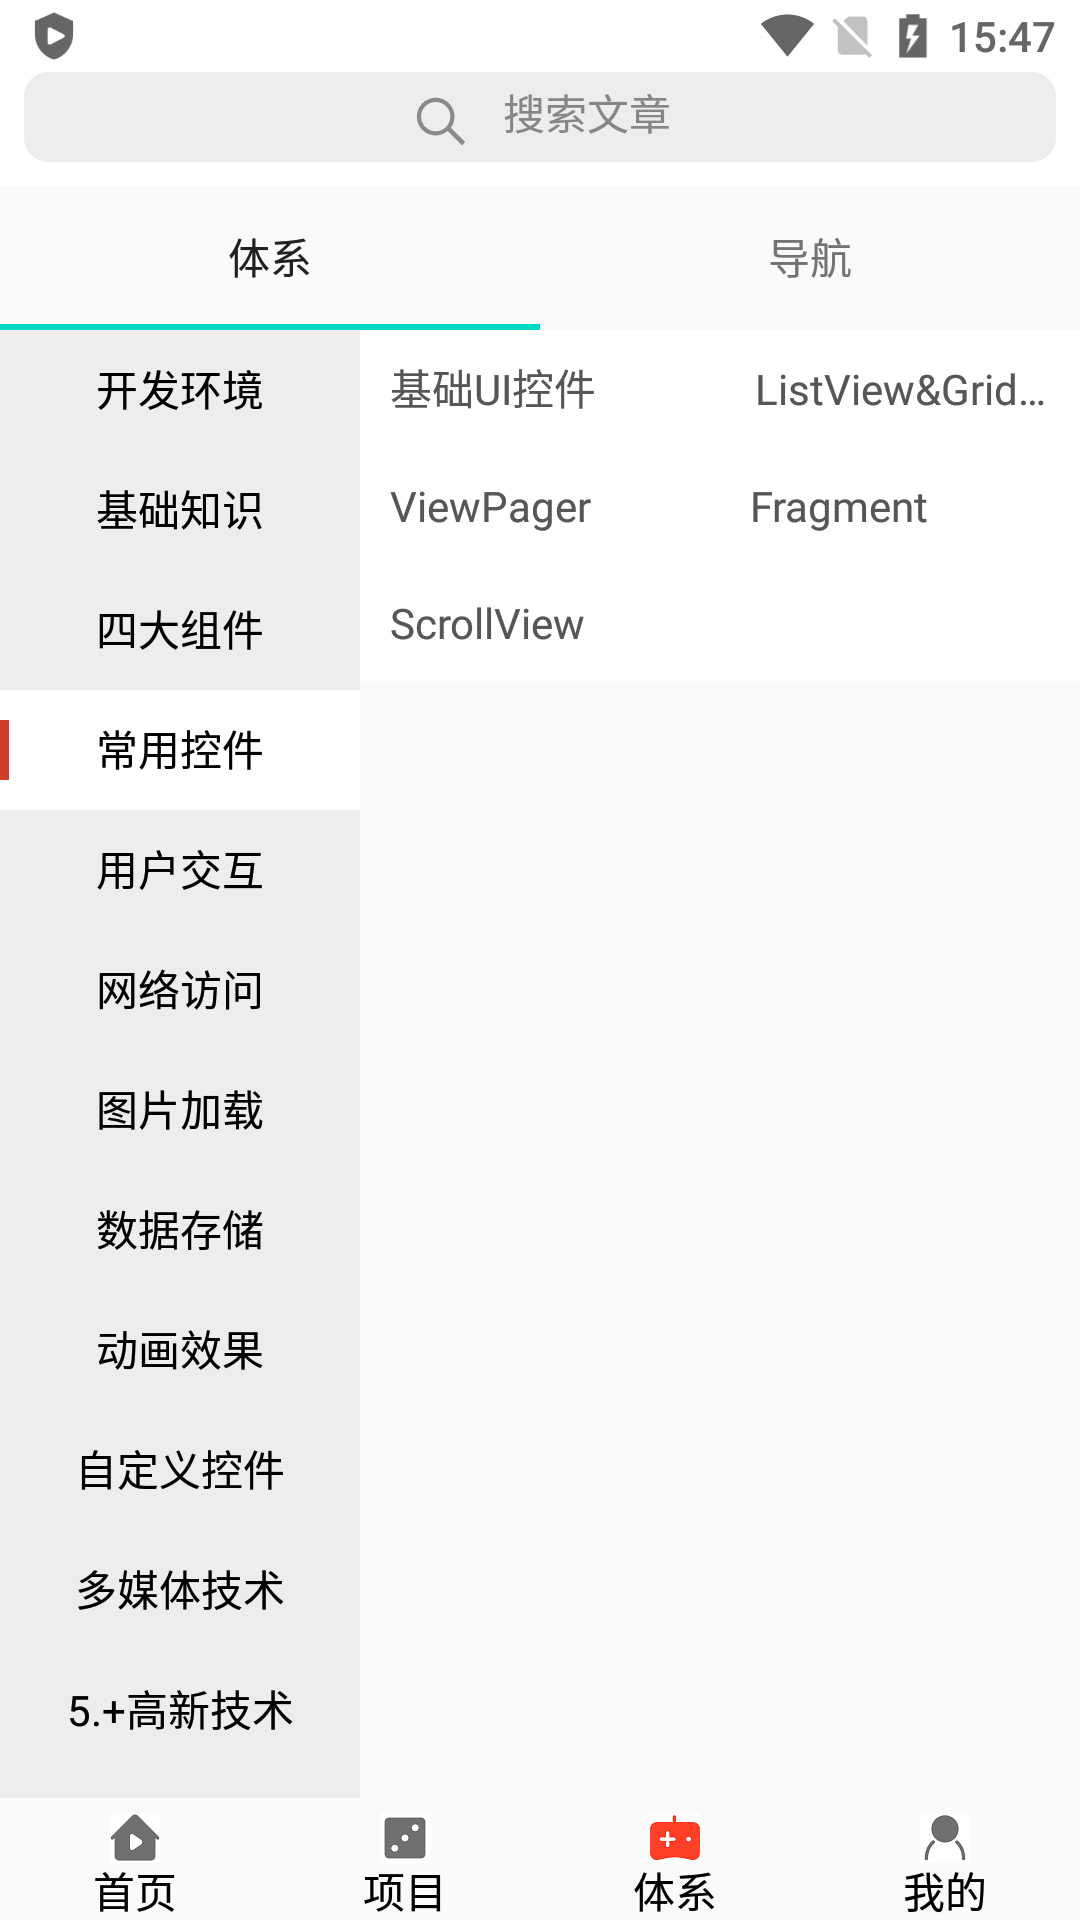 15:47
搜索文章
体系
导航
开发环境
基础知识
四大组件
常用控件
用户交互
网络访问
图片加载
数据存储
动画效果
自定义控件
多媒体技术
5.+高新技术
基础UI控件
ListView&Grid...
ViewPager
Fragment
ScrollView
首页
项目
体系
我的